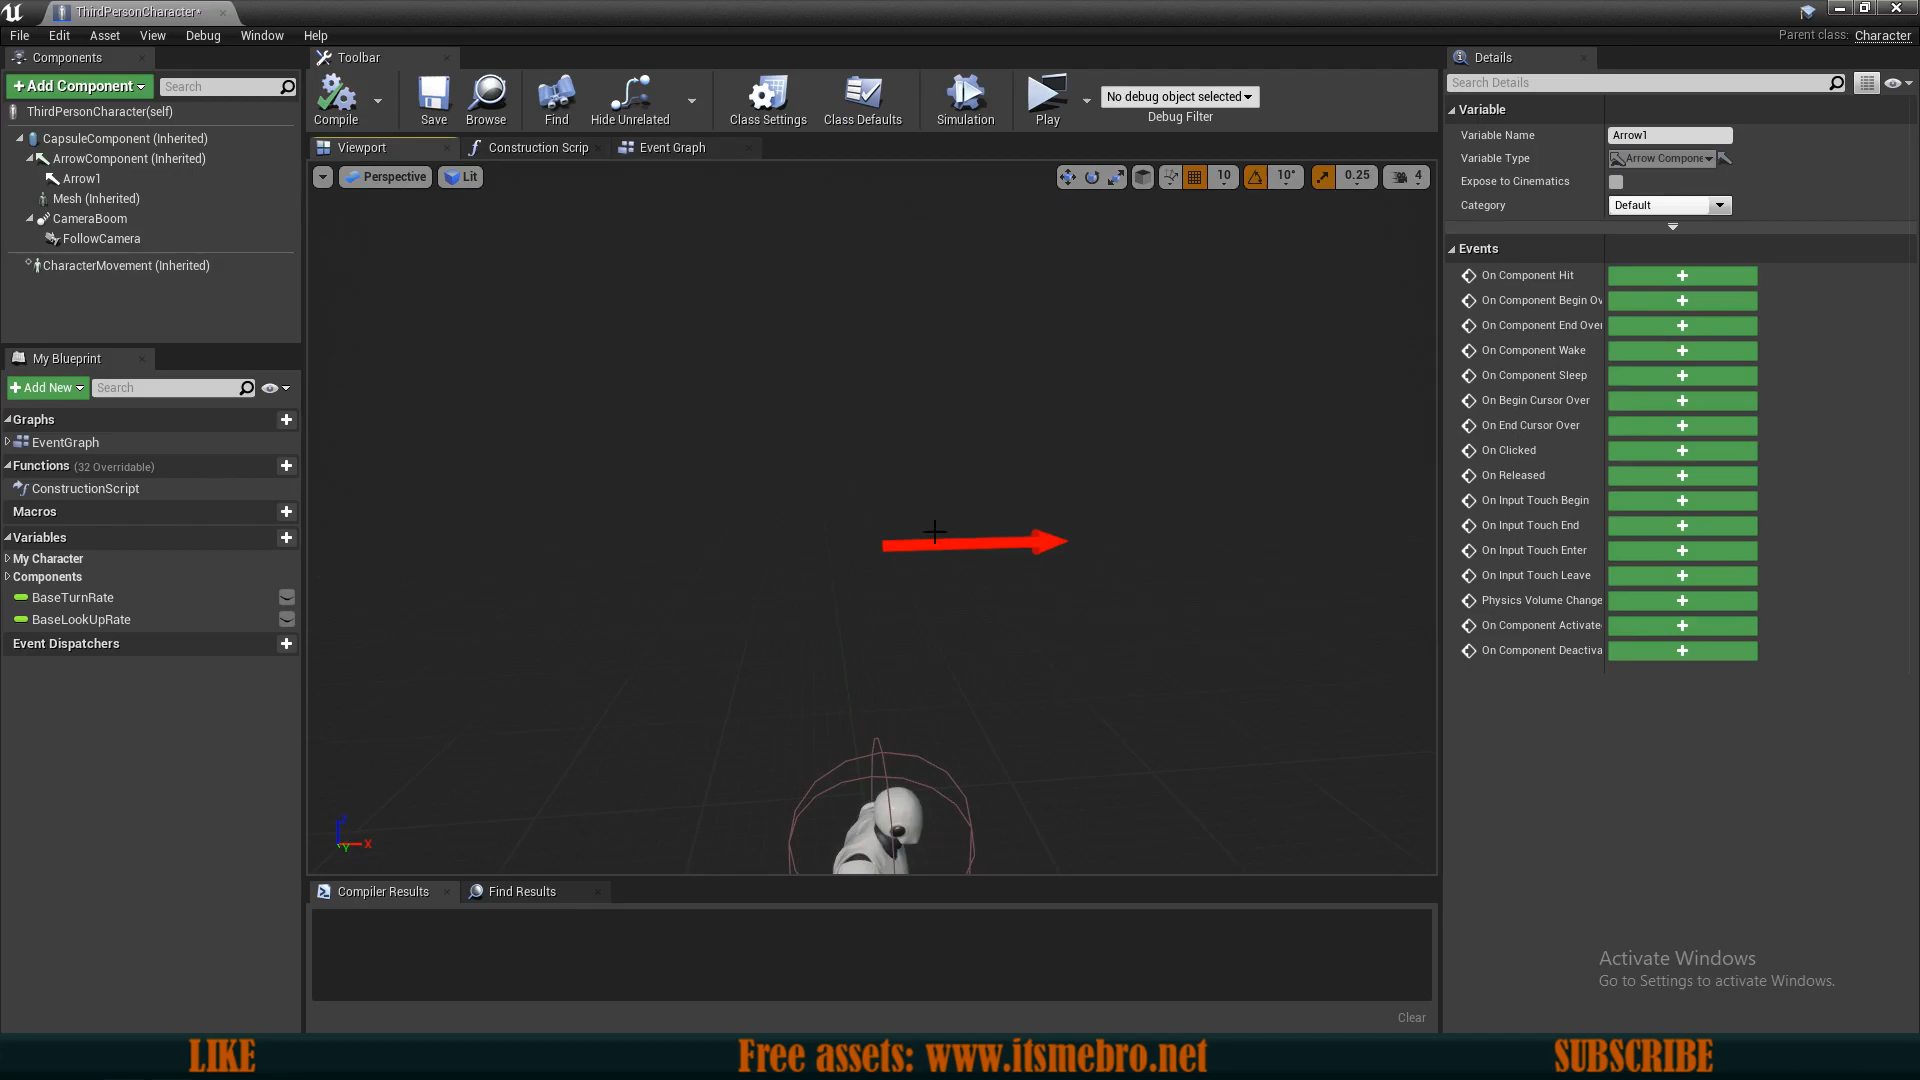 ThirdPersonCharacter*
File Edit Asset View Debug Window Help
Parent class: Character
Components
+Add Component
Search
ThirdPersonCharacter(self)
CapsuleComponent (Inherited)
ArrowComponent (Inherited)
Arrow1
Mesh (Inherited)
CameraBoom
FollowCamera
CharacterMovement (Inherited)
My Blueprint
+Add New
Search
Graphs
EventGraph
Functions (32 Overridable)
ConstructionScript
Macros
Variables
My Character
Components
BaseTurnRate
BaseLookUpRate
Event Dispatchers
Toolbar
Compile
Save
Browse
Find
Hide Unrelated
Class Settings
Class Defaults
Simulation
Play
No debug object selected
Debug Filter
Viewport
Construction Scrip
Event Graph
Perspective
Lit
10
10°
0.25
4
Z
X
Y
Compiler Results
Find Results
Clear
Details
Search Details
Variable
Variable Name
Arrow1
Variable Type
Arrow Compone
Expose to Cinematics
Category
Default
Events
On Component Hit
On Component Begin Ov
On Component End Over
On Component Wake
On Component Sleep
On Begin Cursor Over
On End Cursor Over
On Clicked
On Released
On Input Touch Begin
On Input Touch End
On Input Touch Enter
On Input Touch Leave
Physics Volume Change
On Component Activate
On Component Deactiva
Activate Windows
Go to Settings to activate Windows.
LIKE
Free assets: www.itsmebro.net
SUBSCRIBE